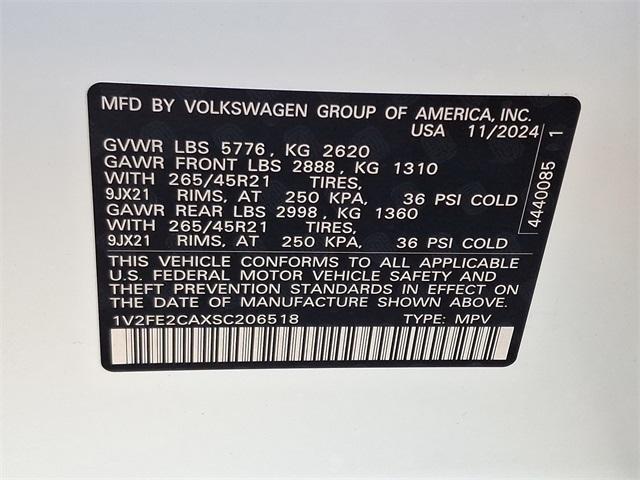 MFD BY VOLKSWAGEN GROUP OF AMERICA, INC.
USA 11/2024
GVWR LBS 5776, KG 2620
GAWR FRONT LBS 2888, KG 1310
WITH 265/45R21 TIRES,
9JX21 RIMS, AT 250 KPA, 36 PSI COLD
GAWR REAR LBS 2998, KG 1360
WITH 265/45R21 TIRES,
9JX21 RIMS, AT 250 KPA, 36 PSI COLD
4440085 1
THIS VEHICLE CONFORMS TO ALL APPLICABLE
U.S. FEDERAL MOTOR VEHICLE SAFETY AND
THEFT PREVENTION STANDARDS IN EFFECT ON
THE DATE OF MANUFACTURE SHOWN ABOVE.
1V2FE2CAXSC206518 TYPE: MPV